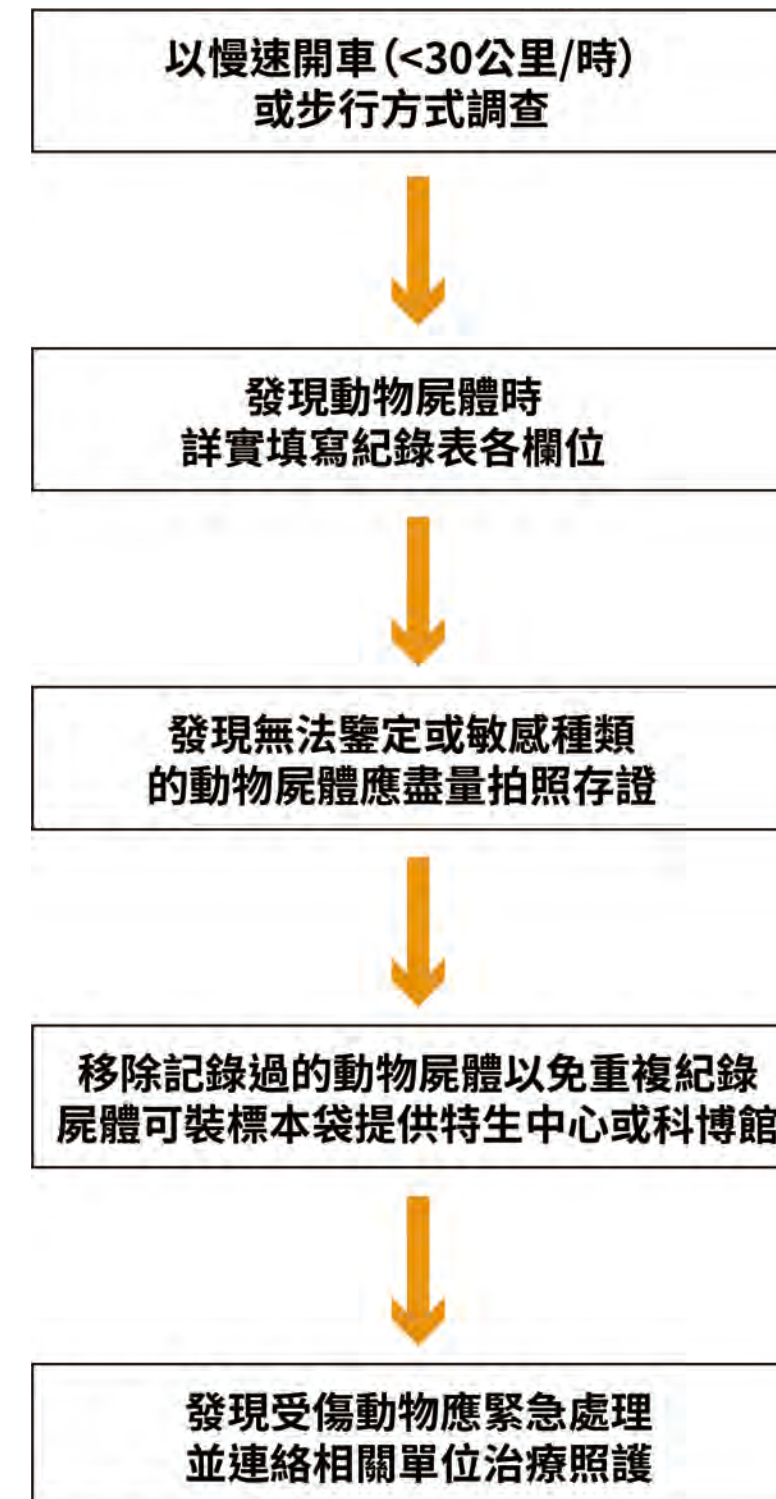 以慢速開車(<30公里/時)
或步行方式調查
發現動物屍體時
詳實填寫紀錄表各欄位
發現無法鑒定或敏感種類
的動物屍體應盡量拍照存證
移除記錄過的動物屍體以免重複紀錄
屍體可裝標本袋提供特生中心或科博館
發現受傷動物應緊急處理
並連絡相關單位治療照護